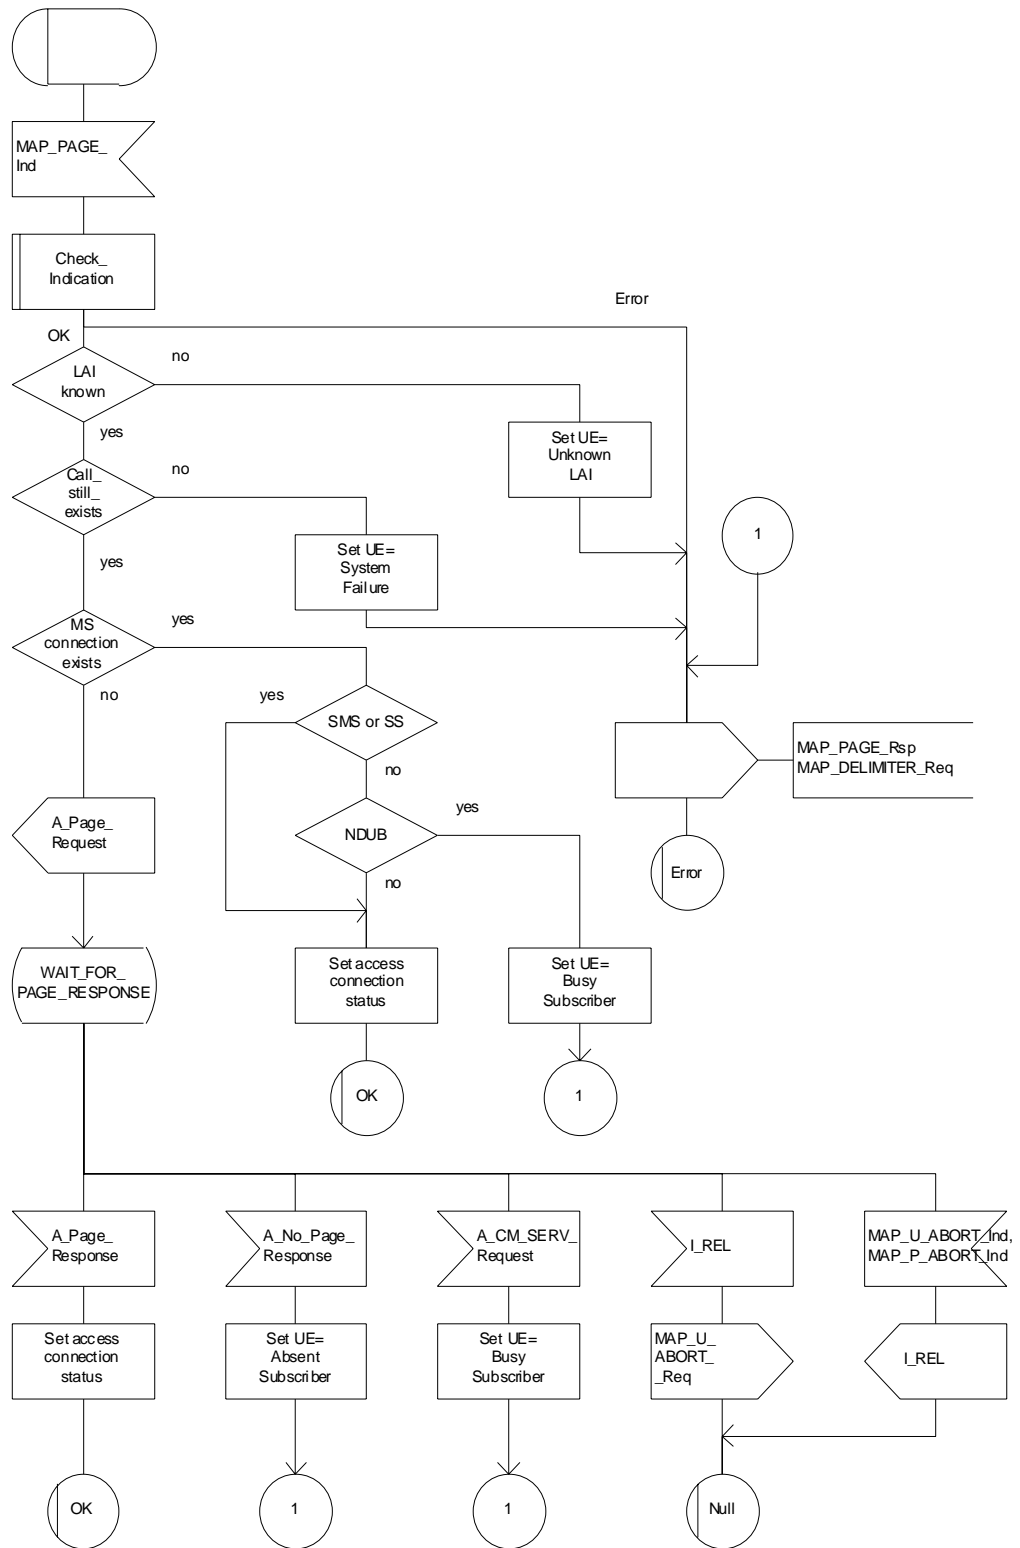 MAP_PAGE_
Ind
Check_
Indication
Error
OK
LAI
known
no
yes
Set UE=
Unknown
LAI
Call_
still_
exists
no
yes
Set UE=
System
Failure
1
MS
connection
exists
yes
no
yes
SMS or SS
no
MAP_PAGE_Rsp
MAP_DELIMITER_Req
A_Page_
Request
NDUB
yes
no
Error
WAIT_FOR_
PAGE_RESPONSE
Set access
connection
status
Set UE=
Busy
Subscriber
OK
1
A_Page_
Response
A_No_Page_
Response
A_CM_SERV_
Request
I_REL
MAP_U_ABORT_Ind,
MAP_P_ABORT_Ind
Set access
connection
status
Set UE=
Absent
Subscriber
Set UE=
Busy
Subscriber
MAP_U_
ABORT_
_Req
I_REL
OK
1
1
Null